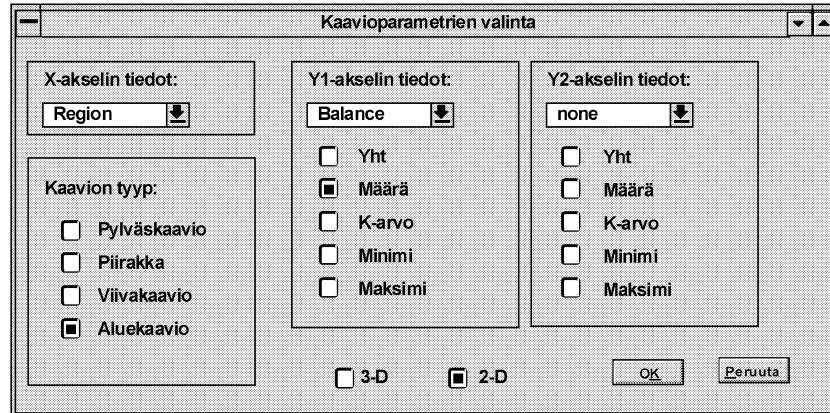 Kaavioparametrien valinta
X-akselin tiedot:
Region
Kaavion tyyp:
Pylväskaavio
Piirakka
Viivakaavio
Aluekaavio
Y1-akselin tiedot:
Balance
Yht
Määrä
K-arvo
Minimi
Maksimi
Y2-akselin tiedot:
none
Yht
Määrä
K-arvo
Minimi
Maksimi
3-D
2-D
OK
Peruuta